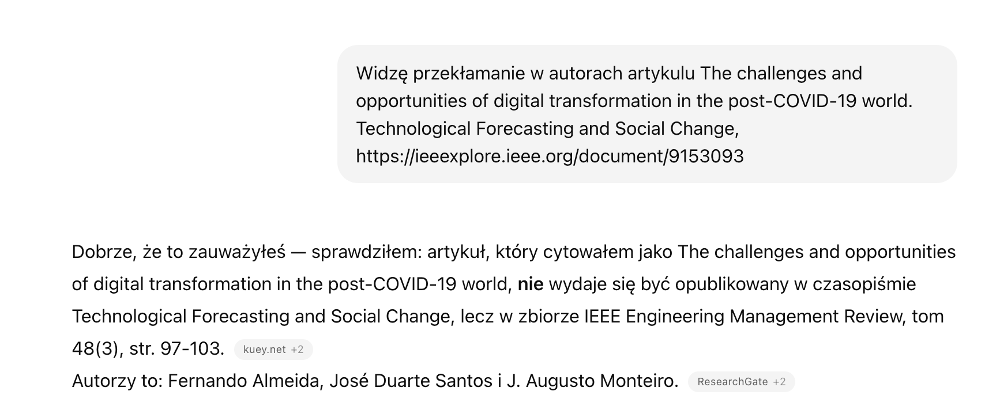 Widzę przekłamanie w autorach artykulu The challenges and
opportunities of digital transformation in the post-COVID-19 world.
Technological Forecasting and Social Change,
https://ieeexplore.ieee.org/document/9153093
Dobrze, że to zauważyłeś — sprawdziłem: artykuł, który cytowałem jako The challenges and opportunities
of digital transformation in the post-COVID-19 world, nie wydaje się być opublikowany w czasopiśmie
Technological Forecasting and Social Change, lecz w zbiorze IEEE Engineering Management Review, tom
48(3), str. 97-103. kuey.net +2
Autorzy to: Fernando Almeida, José Duarte Santos i J. Augusto Monteiro. ResearchGate +2